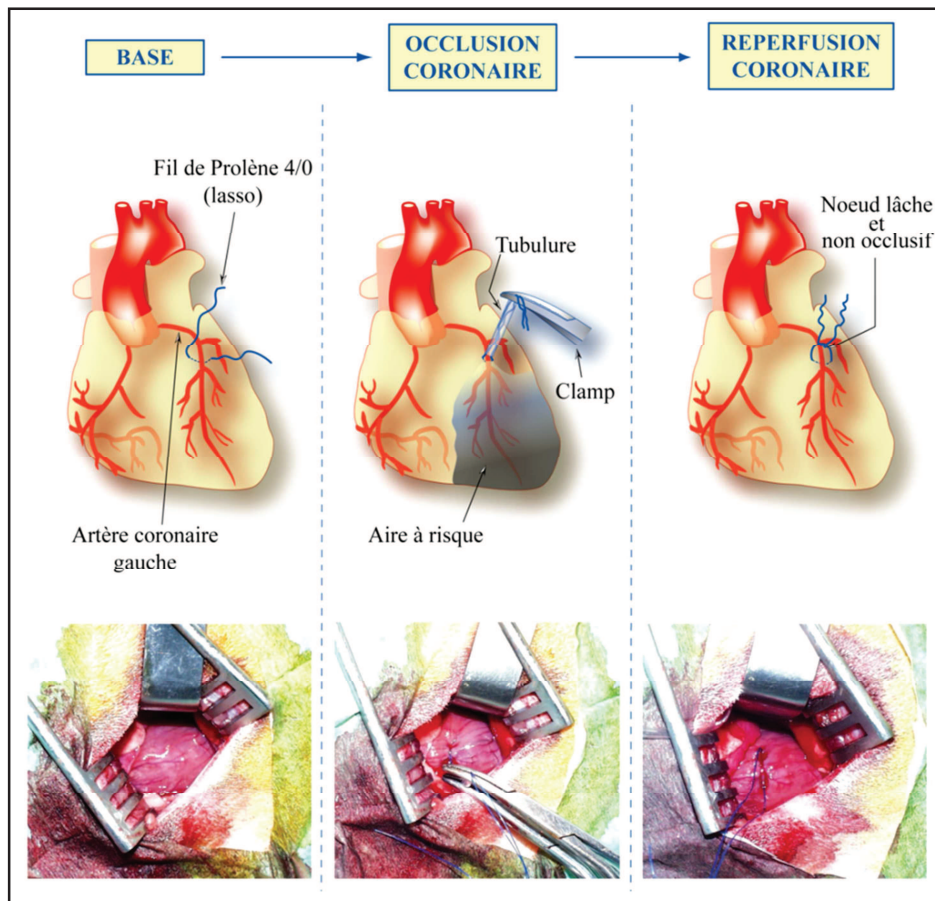 BASE
OCCLUSION
CORONAIRE
REPERFUSION
CORONAIRE
Fil de Prolène 4/0
(lasso)
Artère coronaire
gauche
Tubulure
Clamp
Aire à risque
Noeud lâche
et
non occlusif